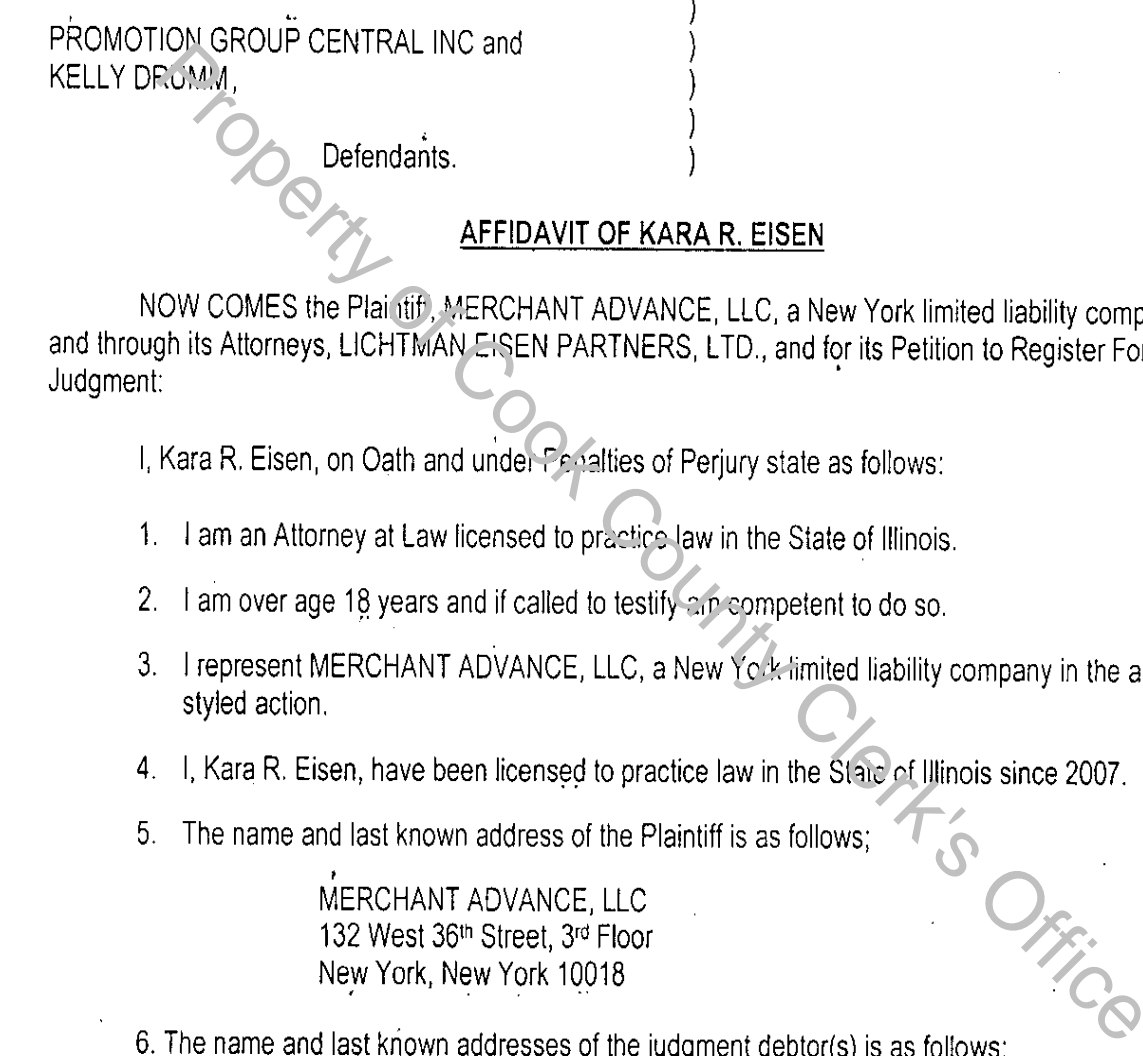 PROMOTION GROUP CENTRAL INC and )
KELLY DRUMM, )
)
)
Defendants. )
AFFIDAVIT OF KARA R. EISEN
NOW COMES the Plaintiff, MERCHANT ADVANCE, LLC, a New York limited liability comp
and through its Attorneys, LICHTMAN EISEN PARTNERS, LTD., and for its Petition to Register For
Judgment:
I, Kara R. Eisen, on Oath and under Penalties of Perjury state as follows:
1. I am an Attorney at Law licensed to practice law in the State of Illinois.
2. I am over age 18 years and if called to testify am competent to do so.
3. I represent MERCHANT ADVANCE, LLC, a New York limited liability company in the a
styled action.
4. I, Kara R. Eisen, have been licensed to practice law in the State of Illinois since 2007.
5. The name and last known address of the Plaintiff is as follows;
MERCHANT ADVANCE, LLC
132 West 36th Street, 3rd Floor
New York, New York 10018
6. The name and last known addresses of the judgment debtor(s) is as follows:
Property of Cook County Clerk's Office